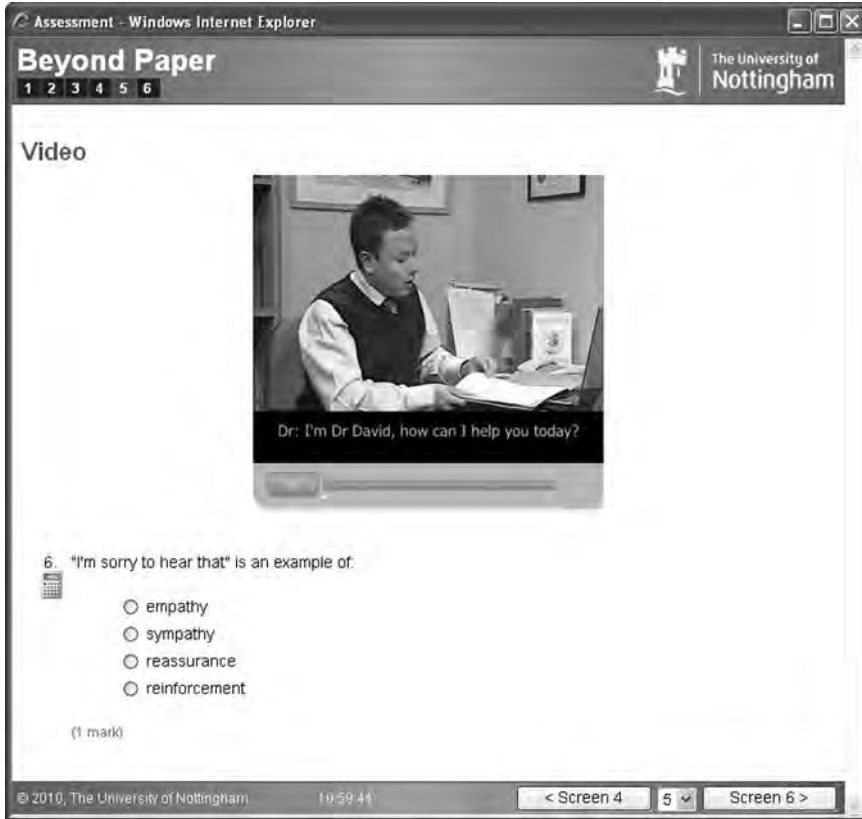 Assessment - Windows Internet Explorer
Beyond Paper
1 2 3 4 5 6
The University of
Nottingham
Video
Dr: I'm Dr David, how can I help you today?
6. "I'm sorry to hear that" is an example of:
empathy
sympathy
reassurance
reinforcement
(1 mark)
© 2010, The University of Nottingham
10:59:41
< Screen 4
5
Screen 6 >